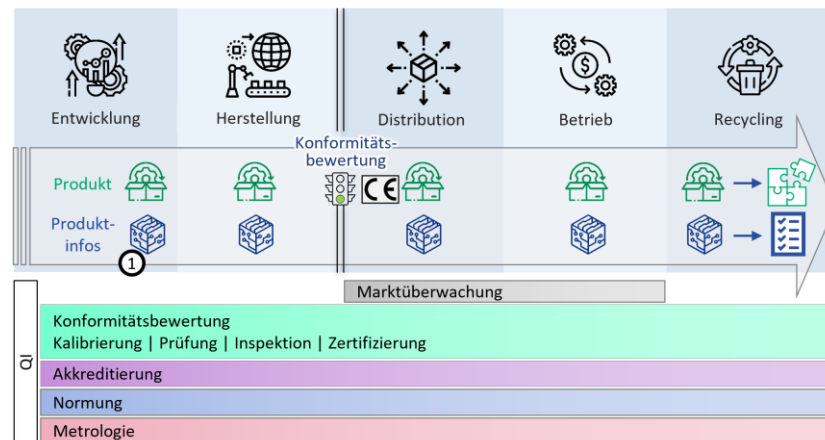 Entwicklung
Herstellung
Distribution
Betrieb
Recycling
Konformitäts-
bewertung
Produkt
CE
Produkt-
infos
1
Marktüberwachung
QI
Konformitätsbewertung
Kalibrierung | Prüfung | Inspektion | Zertifizierung
Akkreditierung
Normung
Metrologie
$